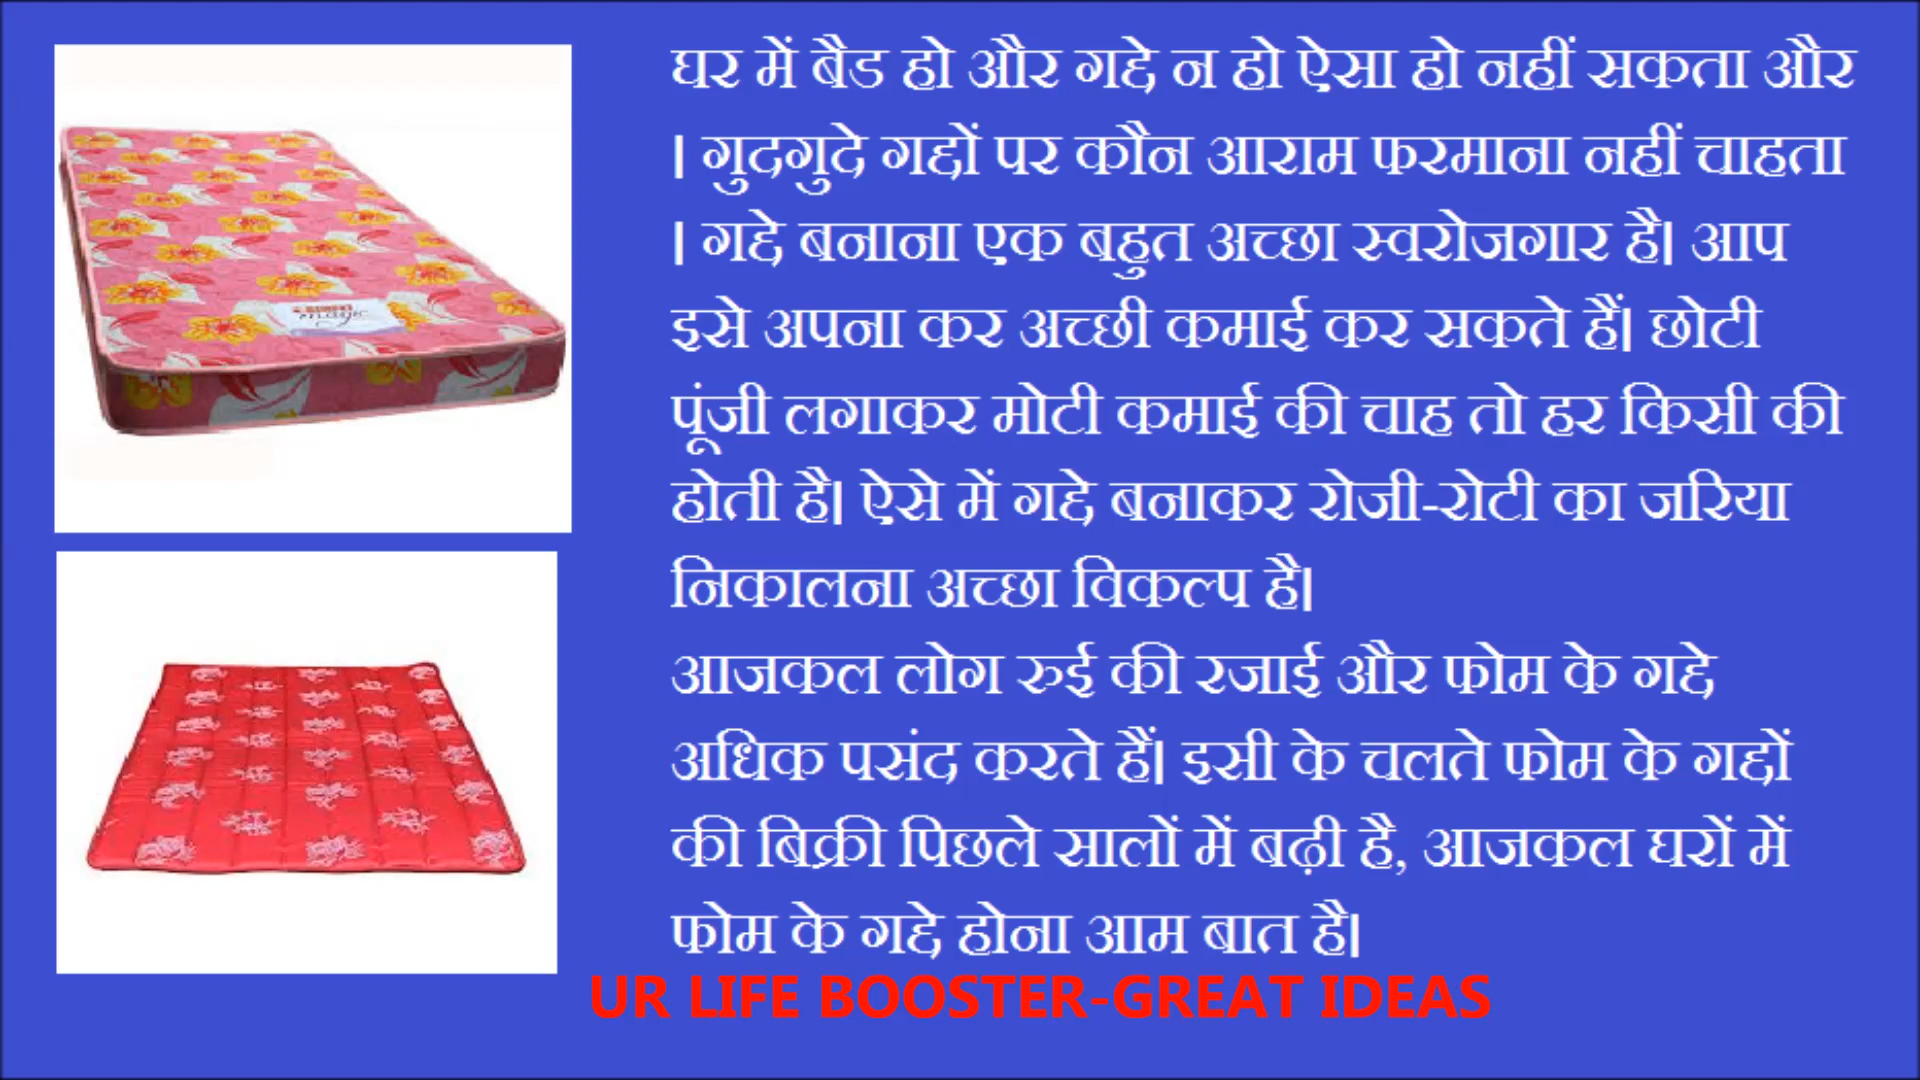 घर में बैड हो और गद्दे न हो ऐसा हो नहीं सकता और
। गुदगुदे गद्दों पर कौन आराम फरमाना नहीं चाहता
। गद्दे बनाना एक बहुत अच्छा स्वरोजगार है। आप
इसे अपना कर अच्छी कमाई कर सकते हैं। छोटी
पूंजी लगाकर मोटी कमाई की चाह तो हर किसी की
होती है। ऐसे में गद्दे बनाकर रोजी-रोटी का जरिया
निकालना अच्छा विकल्प है।
आजकल लोग रुई की रजाई और फोम के गद्दे
अधिक पसंद करते हैं। इसी के चलते फोम के गद्दों
की बिक्री पिछले सालों में बढ़ी है, आजकल घरों में
फोम के गद्दे होना आम बात है।
UR LIFE BOOSTER-GREAT IDEAS
magic